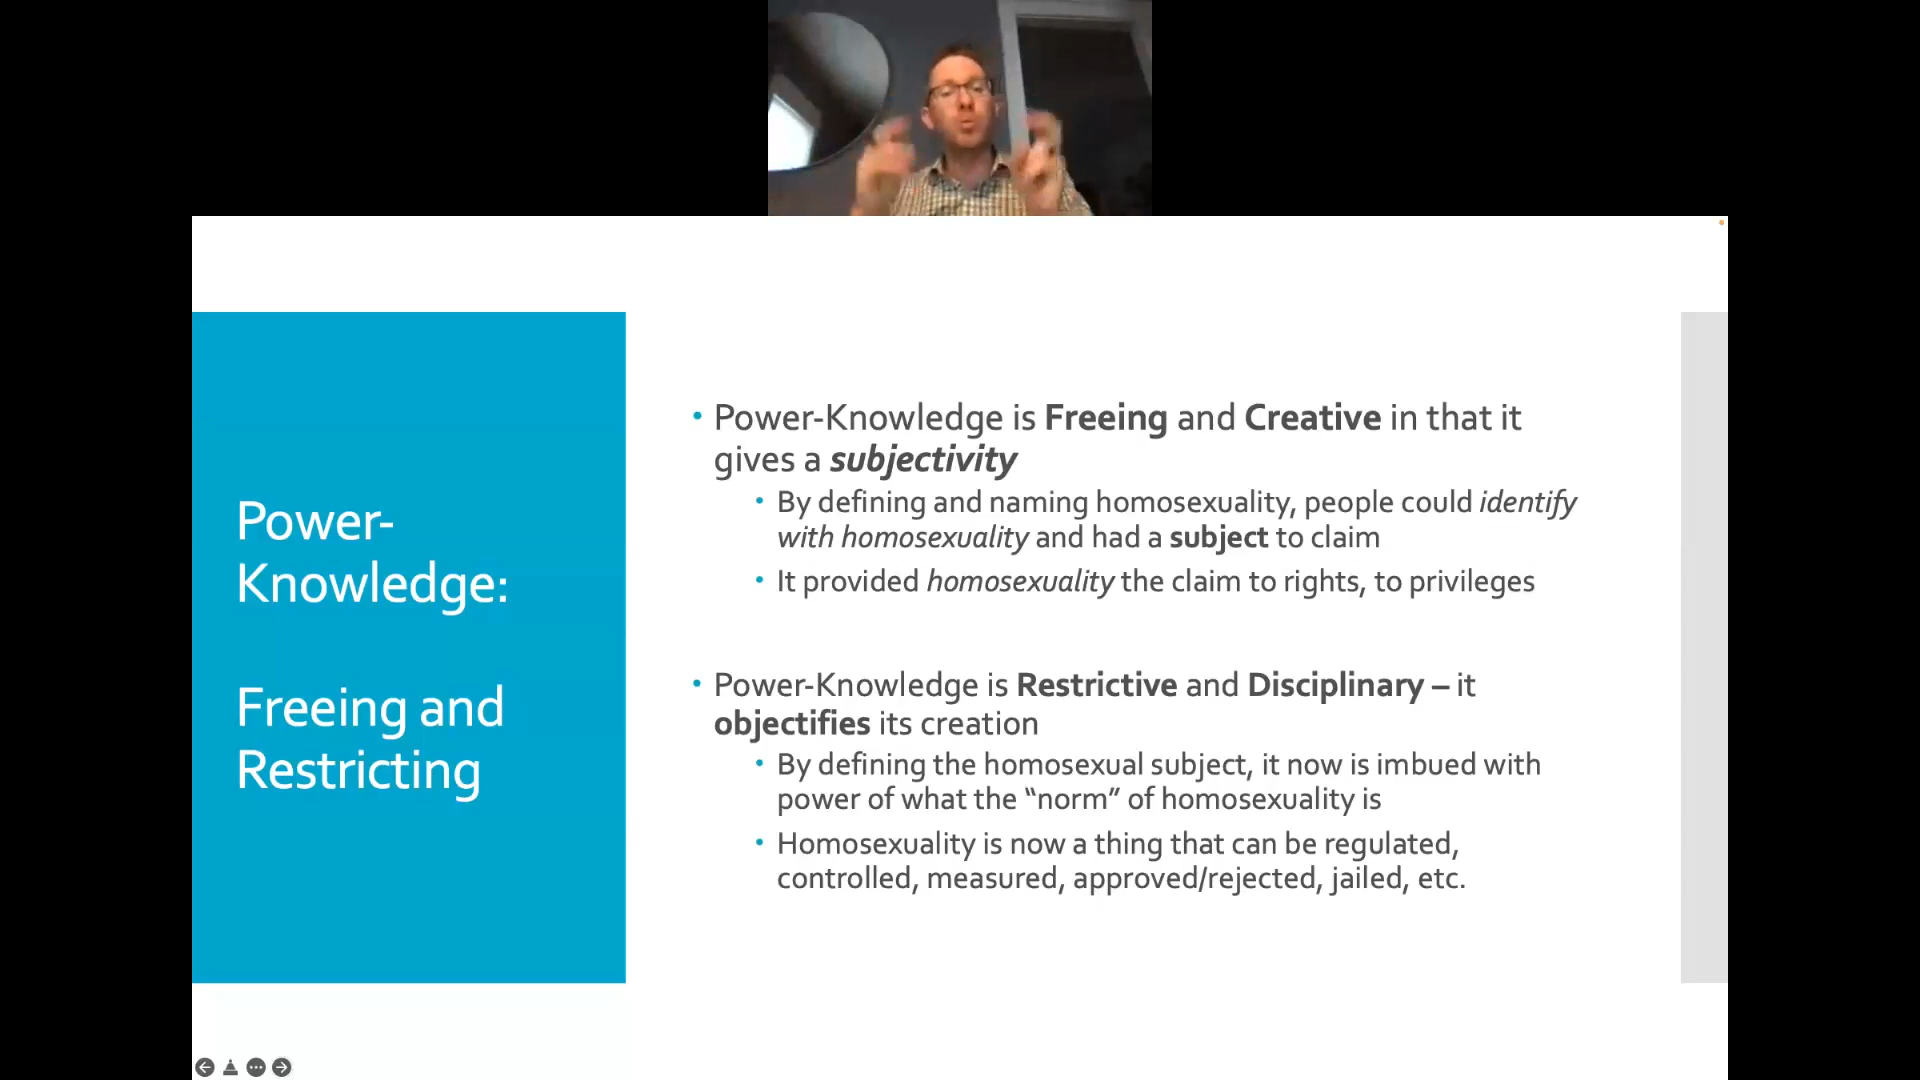 Power-
Knowledge:
Freeing and
Restricting
• Power-Knowledge is Freeing and Creative in that it
gives a subjectivity
• By defining and naming homosexuality, people could identify
with homosexuality and had a subject to claim
• It provided homosexuality the claim to rights, to privileges
• Power-Knowledge is Restrictive and Disciplinary – it
objectifies its creation
• By defining the homosexual subject, it now is imbued with
power of what the “norm” of homosexuality is
• Homosexuality is now a thing that can be regulated,
controlled, measured, approved/rejected, jailed, etc.